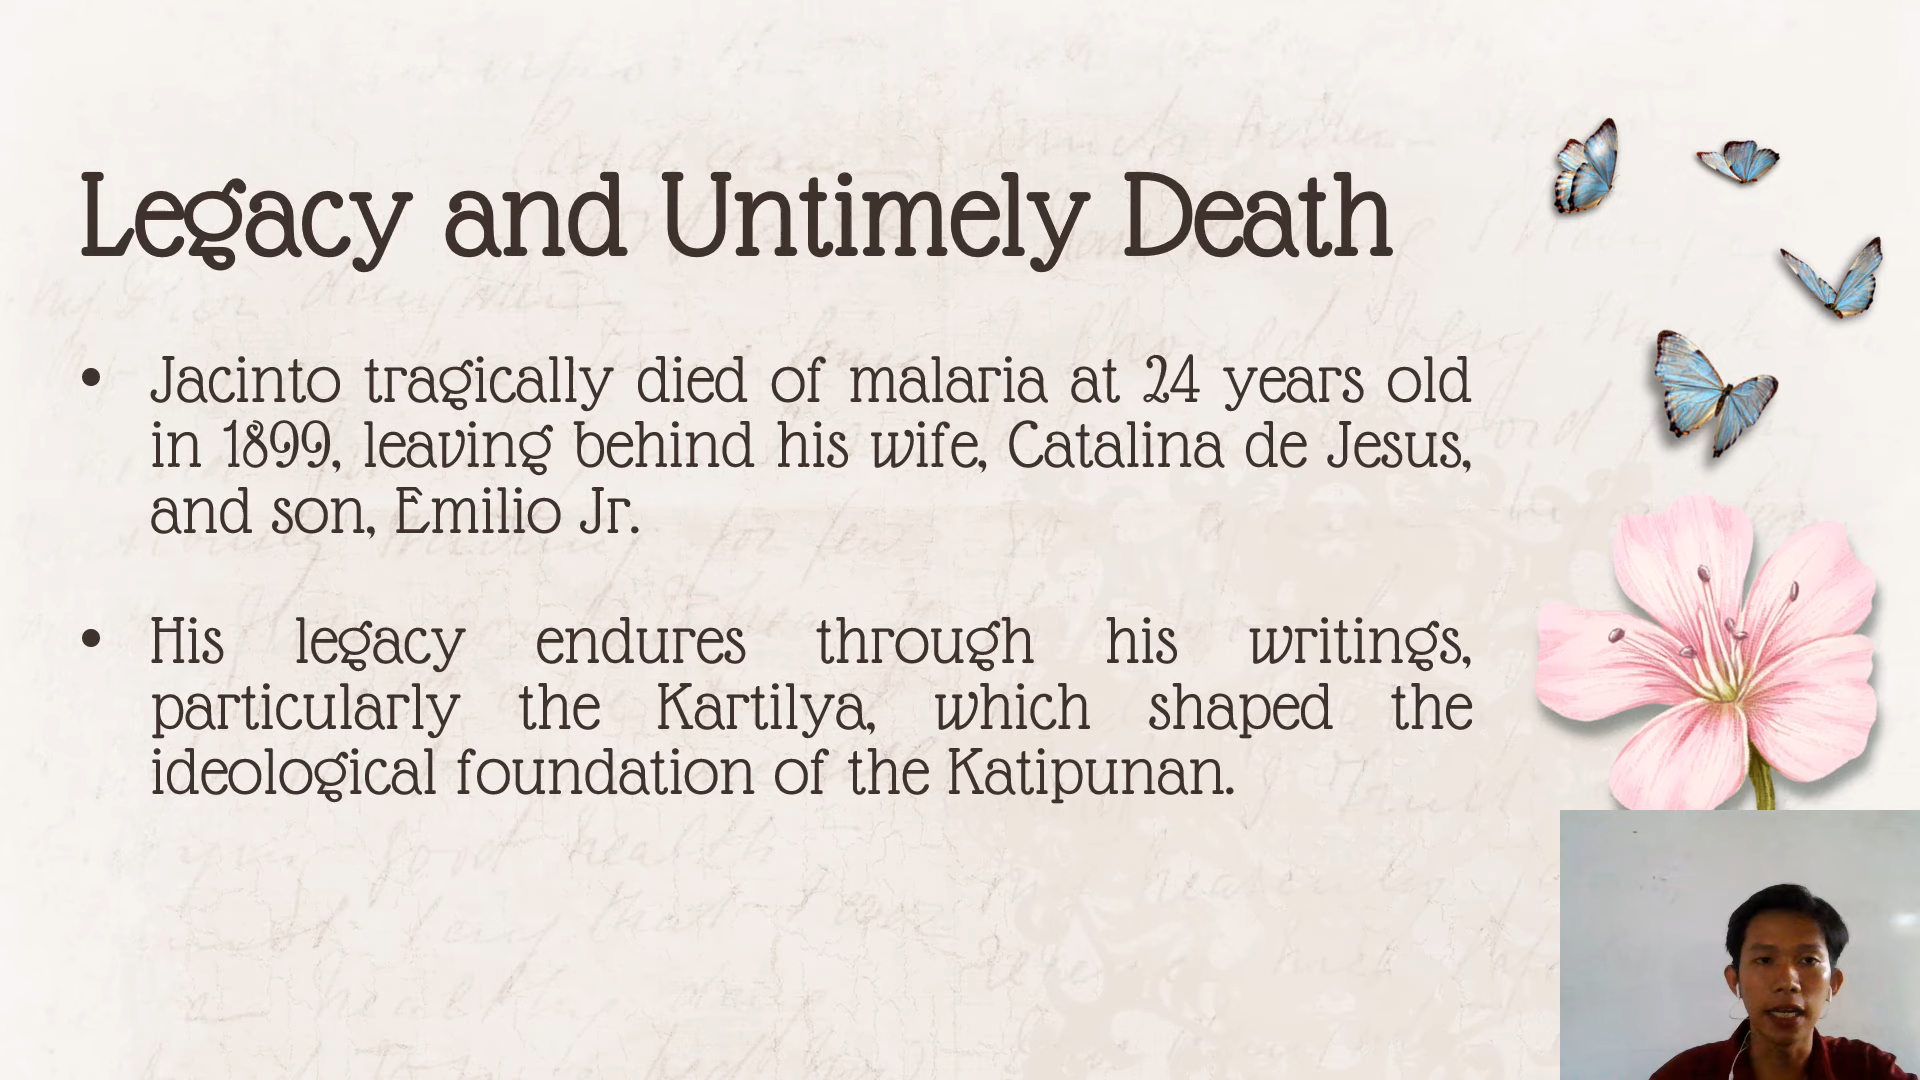 Legacy and Untimely Death
• Jacinto tragically died of malaria at 24 years old
in 1899, leaving behind his wife, Catalina de Jesus,
and son, Emilio Jr.
• His legacy endures through his writings,
particularly the Kartilya, which shaped the
ideological foundation of the Katipunan.